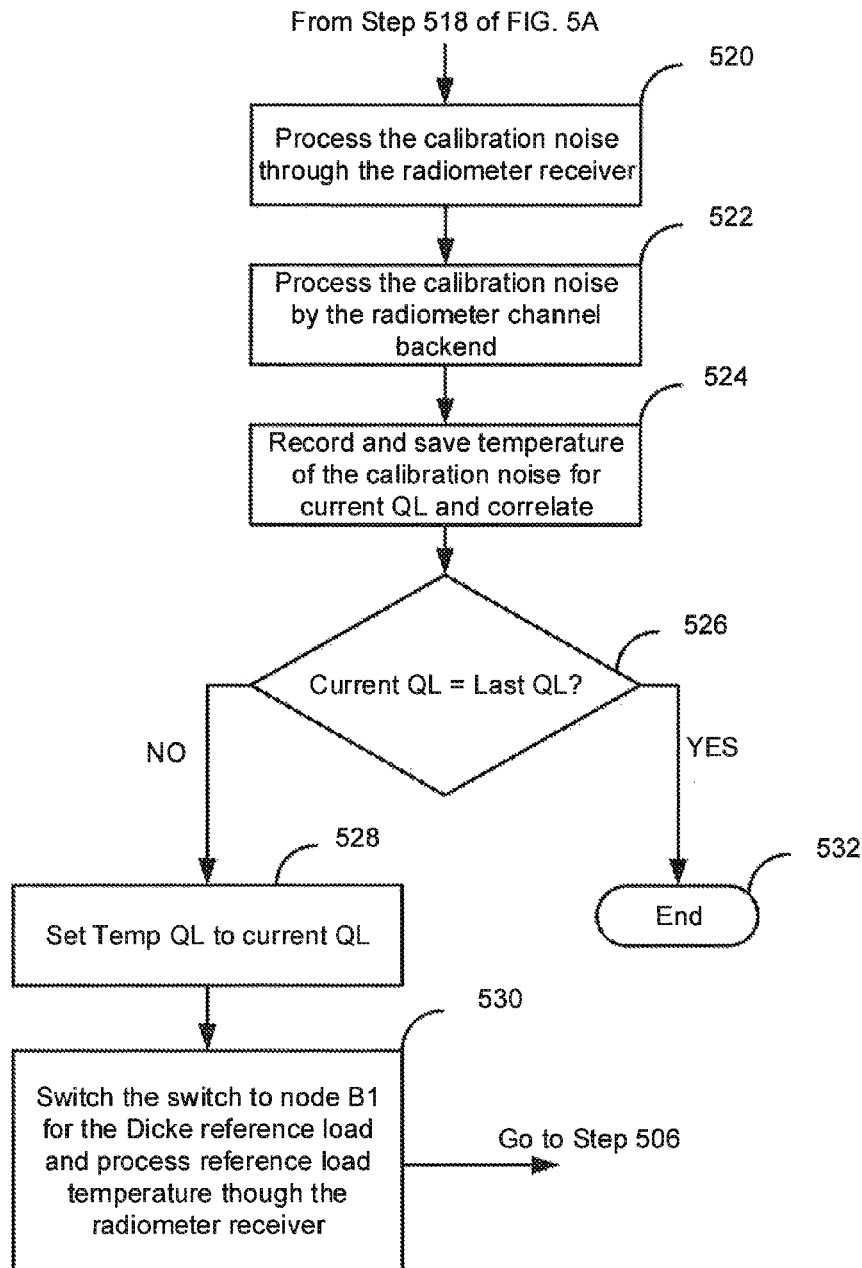 From Step 518 of FIG. 5A
520
Process the calibration noise
through the radiometer receiver
522
Process the calibration noise
by the radiometer channel
backend
524
Record and save temperature
of the calibration noise for
current QL and correlate
526
Current QL = Last QL?
NO
YES
528
Set Temp QL to current QL
532
End
530
Switch the switch to node B1
for the Dicke reference load
and process reference load
temperature though the
radiometer receiver
Go to Step 506